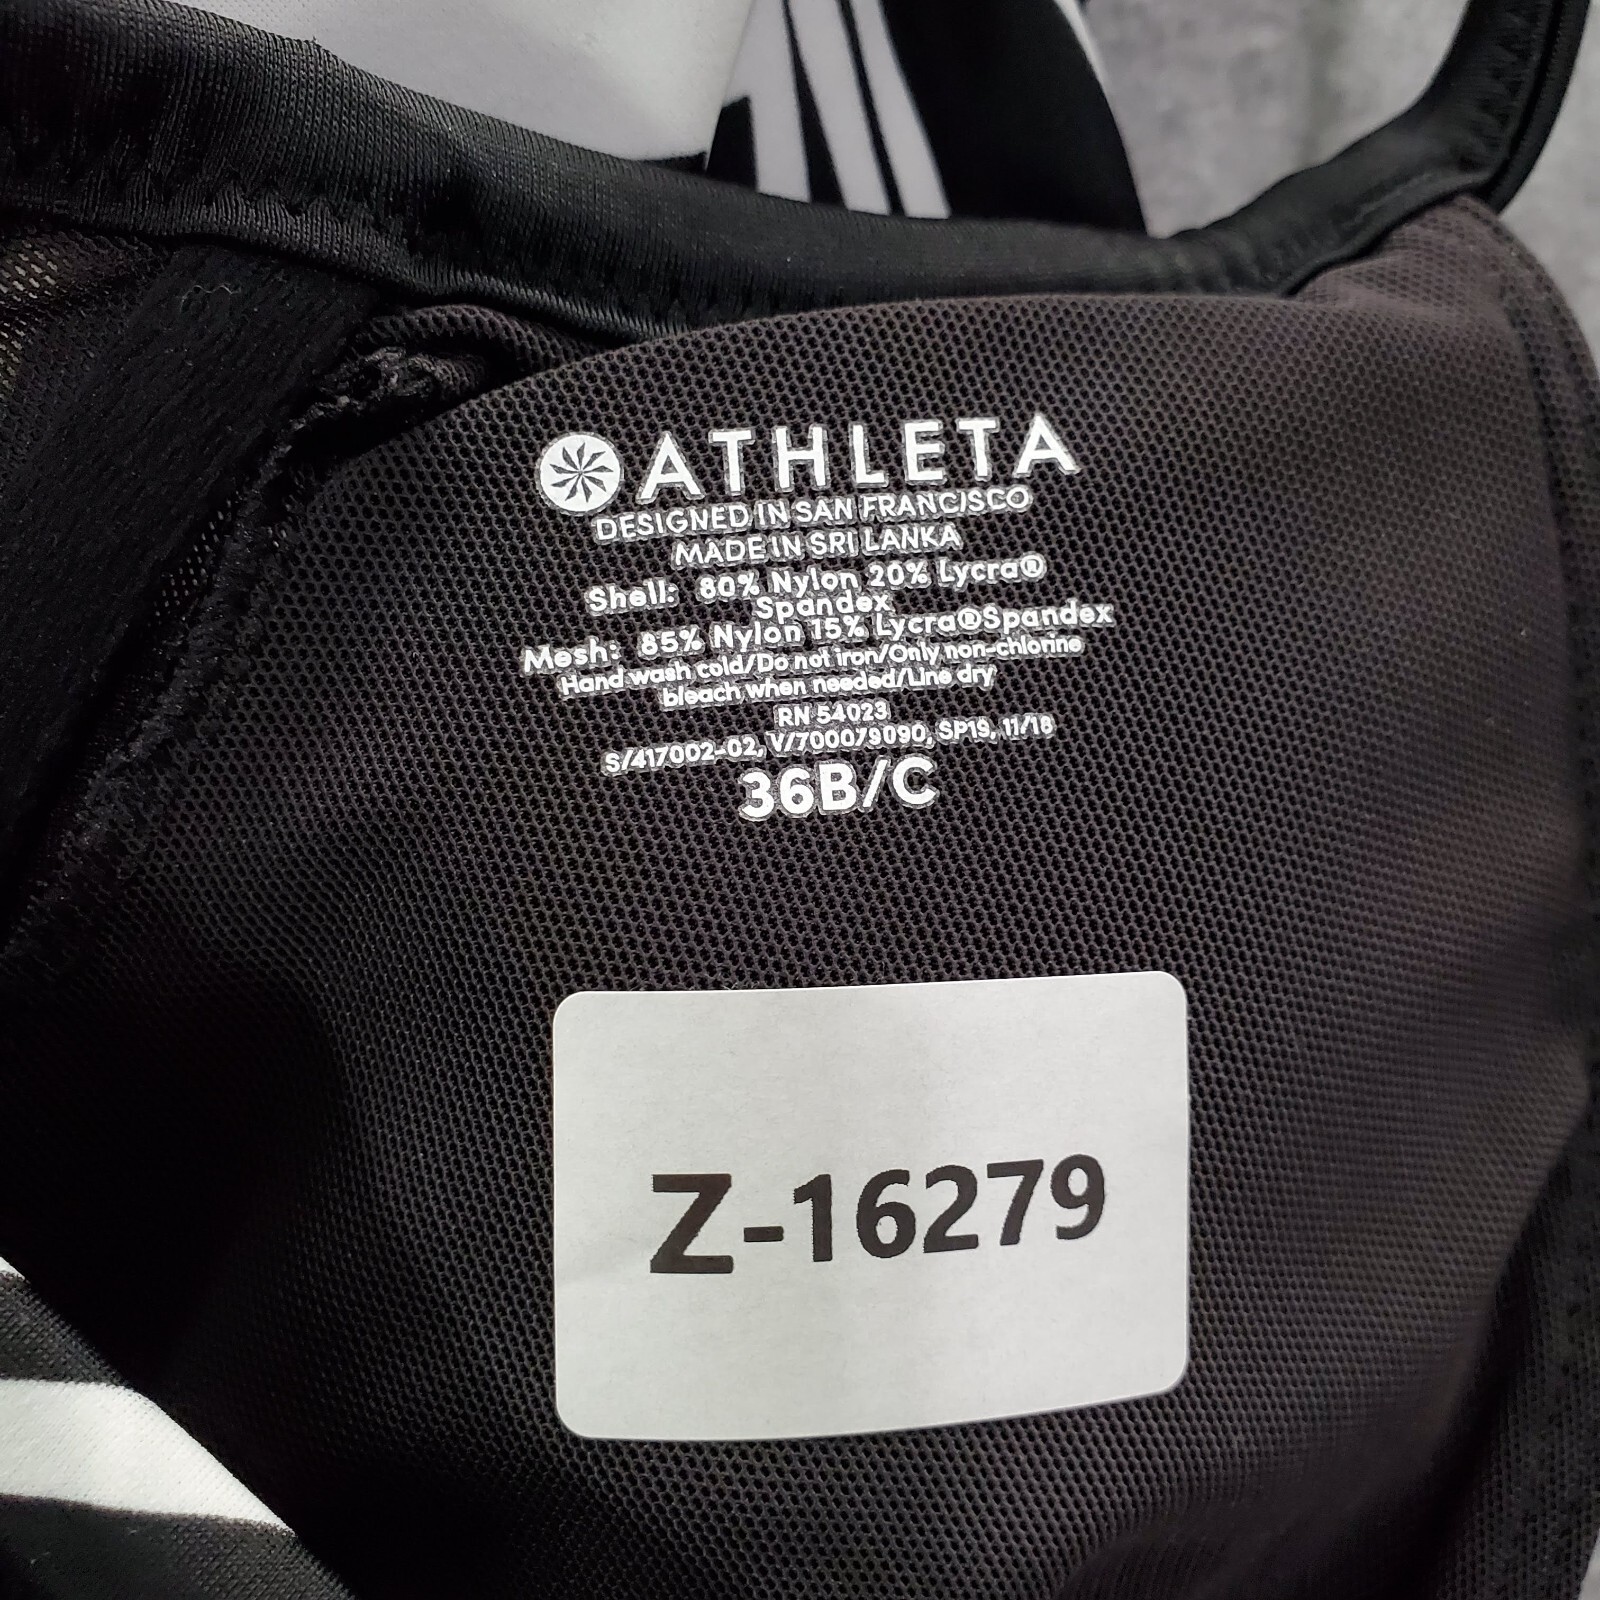 ATHLETA
DESIGNED IN SAN FRANCISCO
MADE IN SRI LANKA
Shell: 80% Nylon 20% Lycra®
Spandex
Mesh: 85% Nylon 15% Lycra®Spandex
Hand wash cold/Do not iron/Only non-chlorine
bleach when needed/Line dry
RN 54023
S/417002-02, V/700079090, SP19, 11/18
36B/C
Z-16279